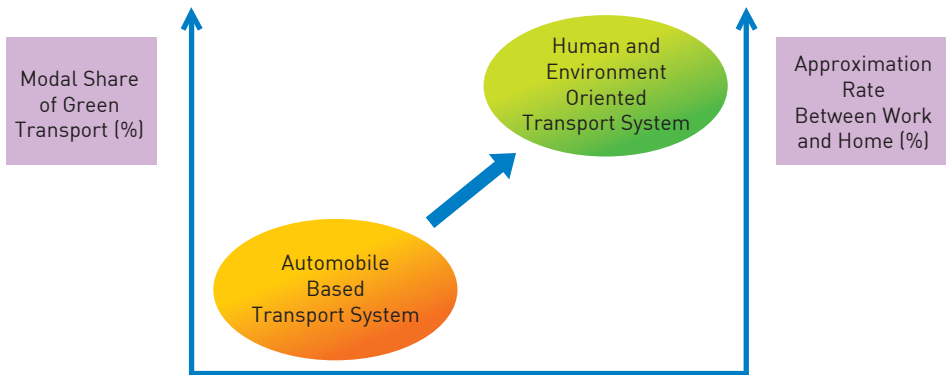 Modal Share
of Green
Transport (%)
Human and
Environment
Oriented
Transport System
Approximation
Rate
Between Work
and Home (%)
Automobile
Based
Transport System